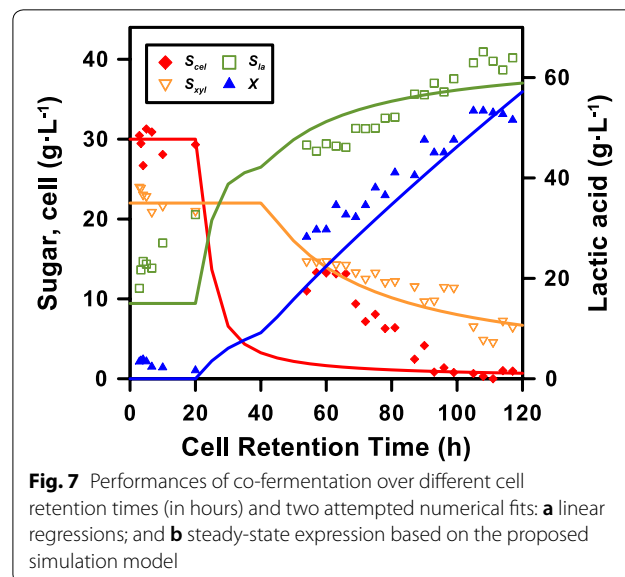 40
30
20
10
0
Sugar, cell (g·L⁻¹)
S_cel
S_la
S_xyl
X
60
40
20
0
Lactic acid (g·L⁻¹)
0 20 40 60 80 100 120
Cell Retention Time (h)
Fig. 7 Performances of co-fermentation over different cell
retention times (in hours) and two attempted numerical fits: a linear
regressions; and b steady-state expression based on the proposed
simulation model